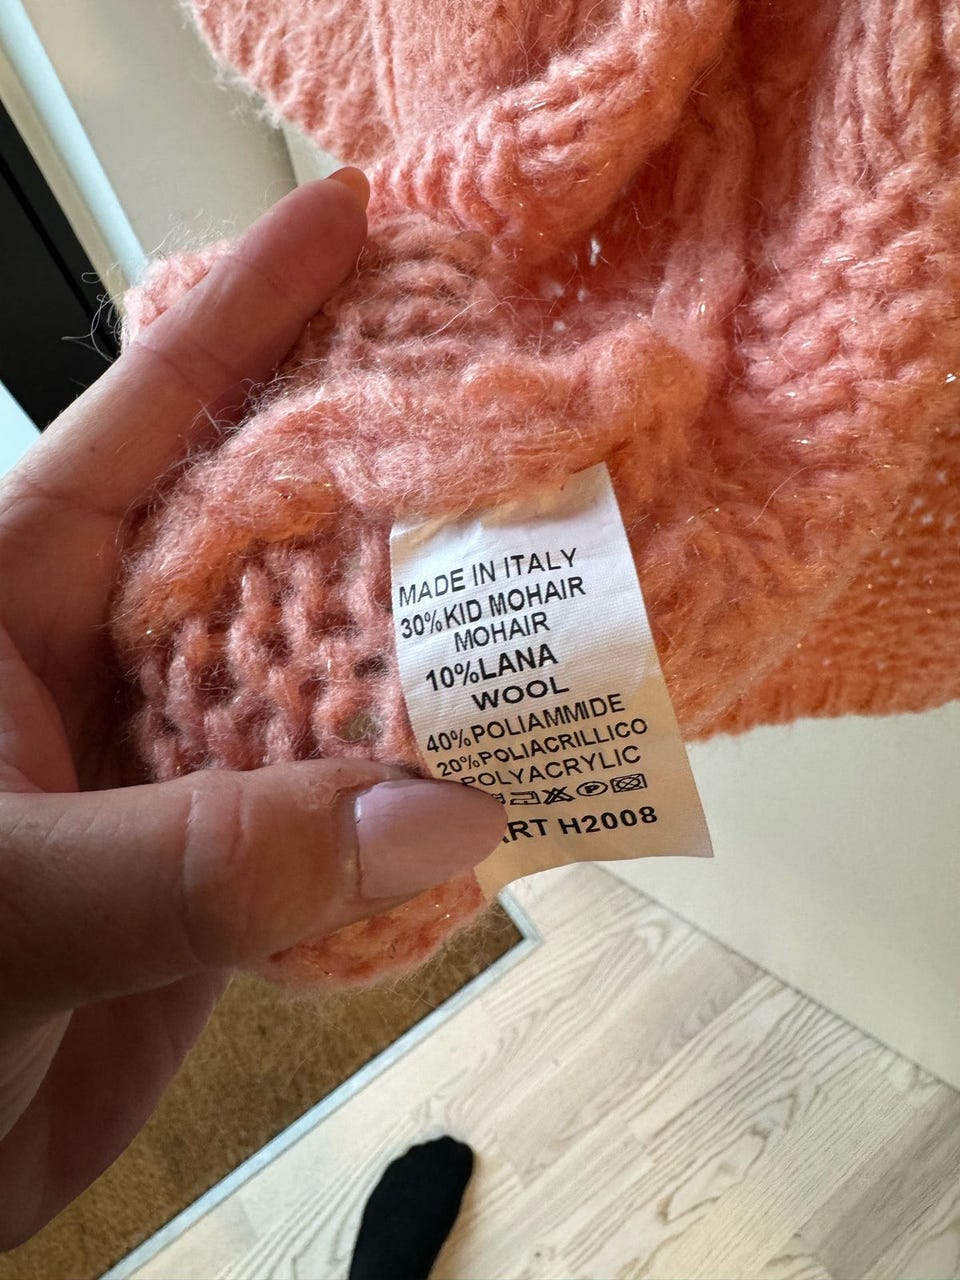 MADE IN ITALY
30%KID MOHAIR
MOHAIR
10%LANA
WOOL
40%POLIAMMIDE
20%POLIACRILLICO
POLYACRYLIC
ART H2008